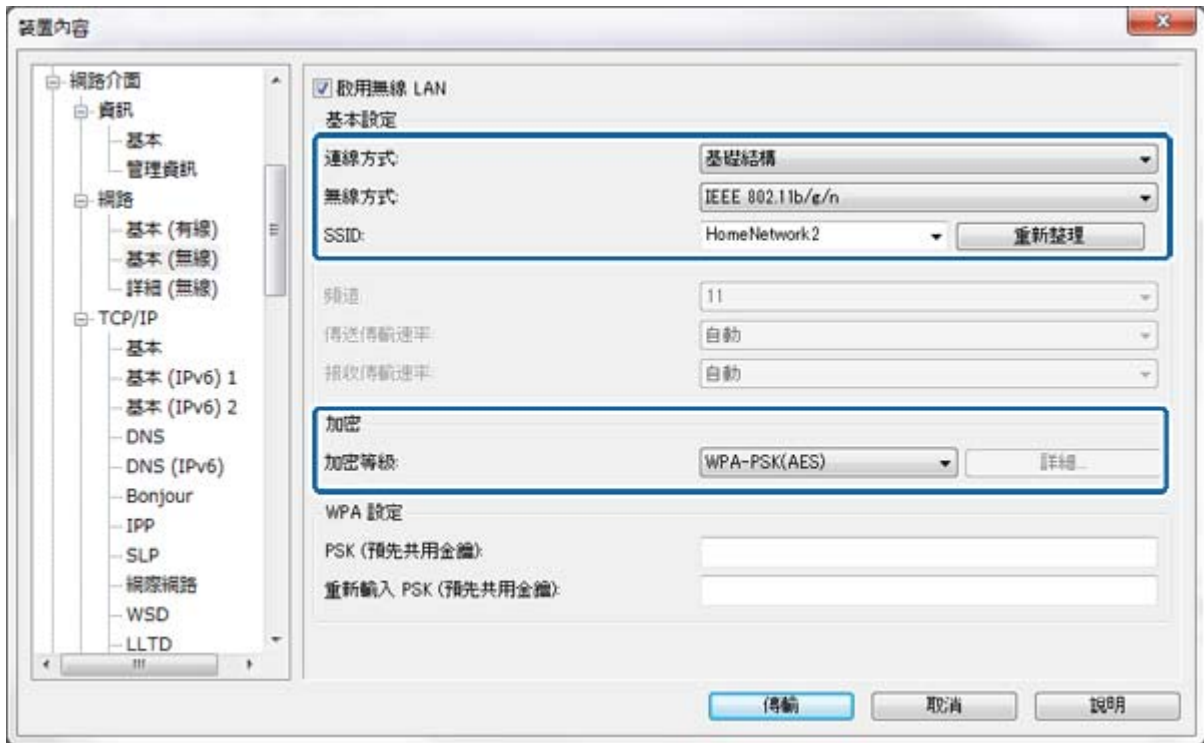 裝置內容
網路介面
資訊
基本
管理資訊
網路
基本 (有線)
基本 (無線)
詳細 (無線)
TCP/IP
基本
基本 (IPv6) 1
基本 (IPv6) 2
DNS
DNS (IPv6)
Bonjour
IPP
SLP
網際網路
WSD
LLTD
啟用無線 LAN
基本設定
連線方式: 基礎結構
無線方式: IEEE 802.11b/g/n
SSID: HomeNetwork2 重新整理
頻道 11
傳送傳輸速率: 自動
接收傳輸速率: 自動
加密
加密等級: WPA-PSK(AES) 詳細...
WPA 設定
PSK (預先共用金鑰):
重新輸入 PSK (預先共用金鑰):
傳輸 取消 說明